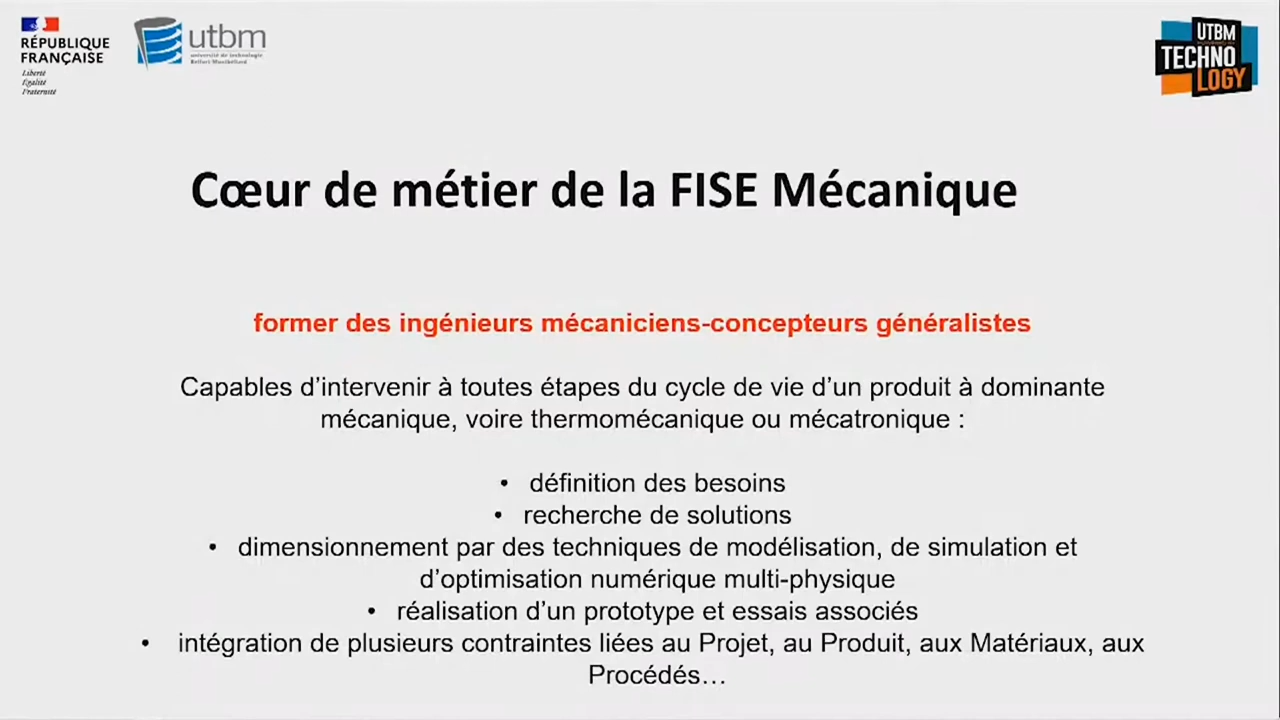 RÉPUBLIQUE
FRANÇAISE
Liberté
Égalité
Fraternité
utbm
université de technologie
Belfort-Montbéliard
UTBM
TECHNO
LOGY
Cœur de métier de la FISE Mécanique
former des ingénieurs mécaniciens-concepteurs généralistes
Capables d’intervenir à toutes étapes du cycle de vie d’un produit à dominante
mécanique, voire thermomécanique ou mécatronique :
• définition des besoins
• recherche de solutions
• dimensionnement par des techniques de modélisation, de simulation et
d’optimisation numérique multi-physique
• réalisation d’un prototype et essais associés
• intégration de plusieurs contraintes liées au Projet, au Produit, aux Matériaux, aux
Procédés…